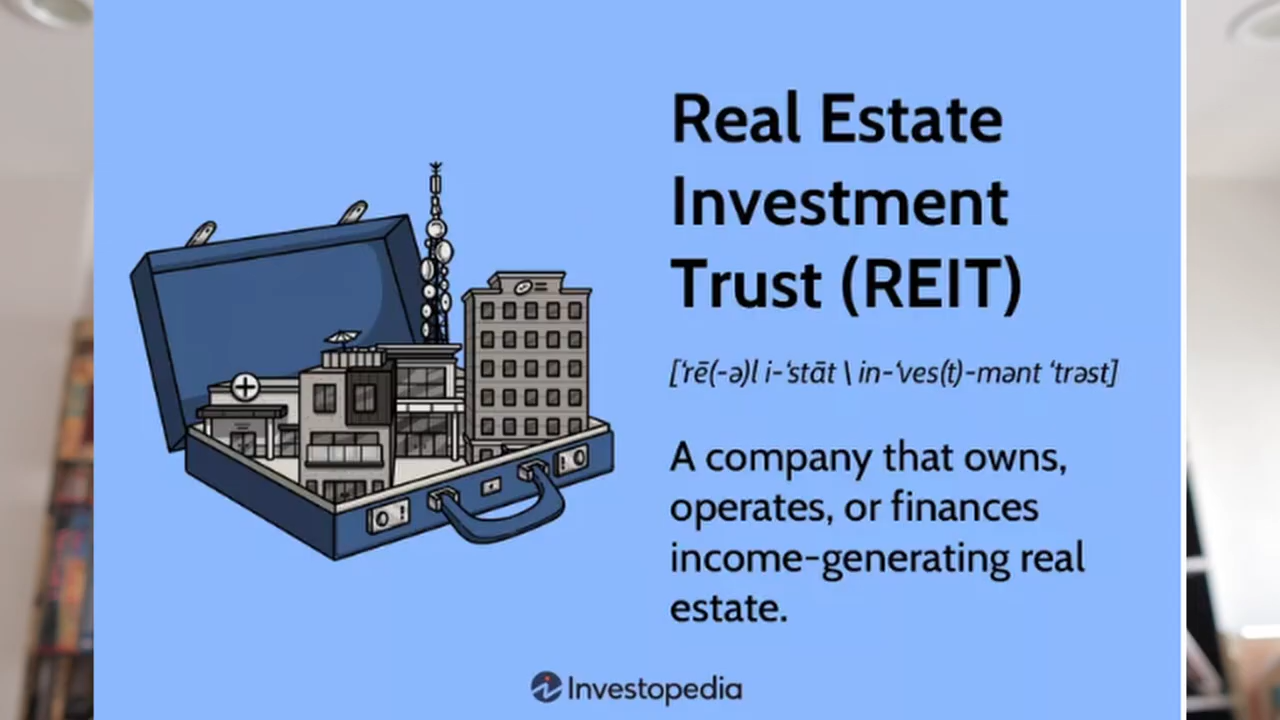 Real Estate
Investment
Trust (REIT)
[ˈrē(-ə)l i-ˈstāt \ in-ˈves(t)-mənt ˈtrəst]
A company that owns,
operates, or finances
income-generating real
estate.
Investopedia